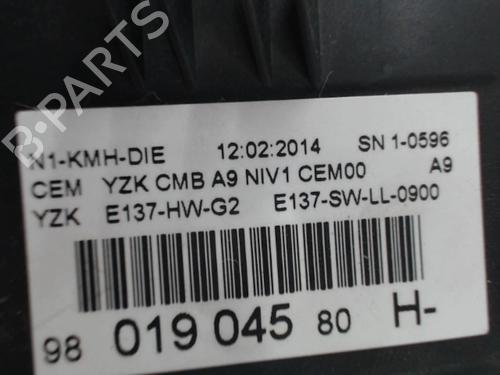 N1-KMH-DIE 12:02:2014 SN 1-0596
CEM YZK CMB A9 NIV1 CEM00 A9
YZK E137-HW-G2 E137-SW-LL-0900
98 019 045 80 H-
B-PARTS